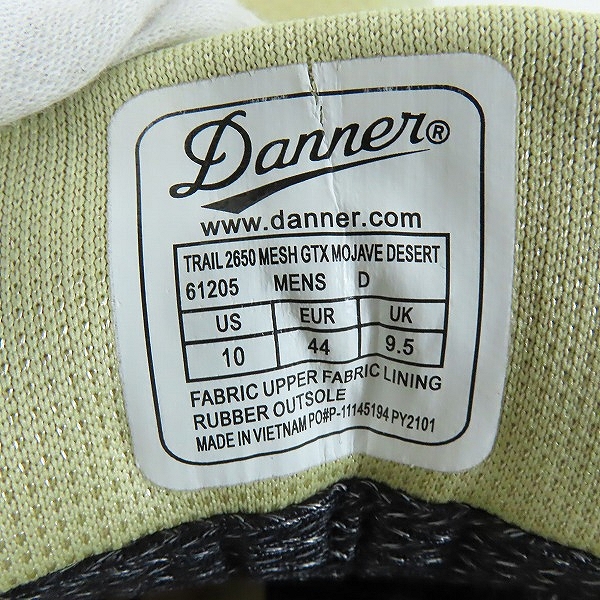 Danner®
www.danner.com
TRAIL 2650 MESH GTX MOJAVE DESERT
61205 MENS D
US EUR UK
10 44 9.5
FABRIC UPPER FABRIC LINING
RUBBER OUTSOLE
MADE IN VIETNAM PO#P-11145194 PY2101